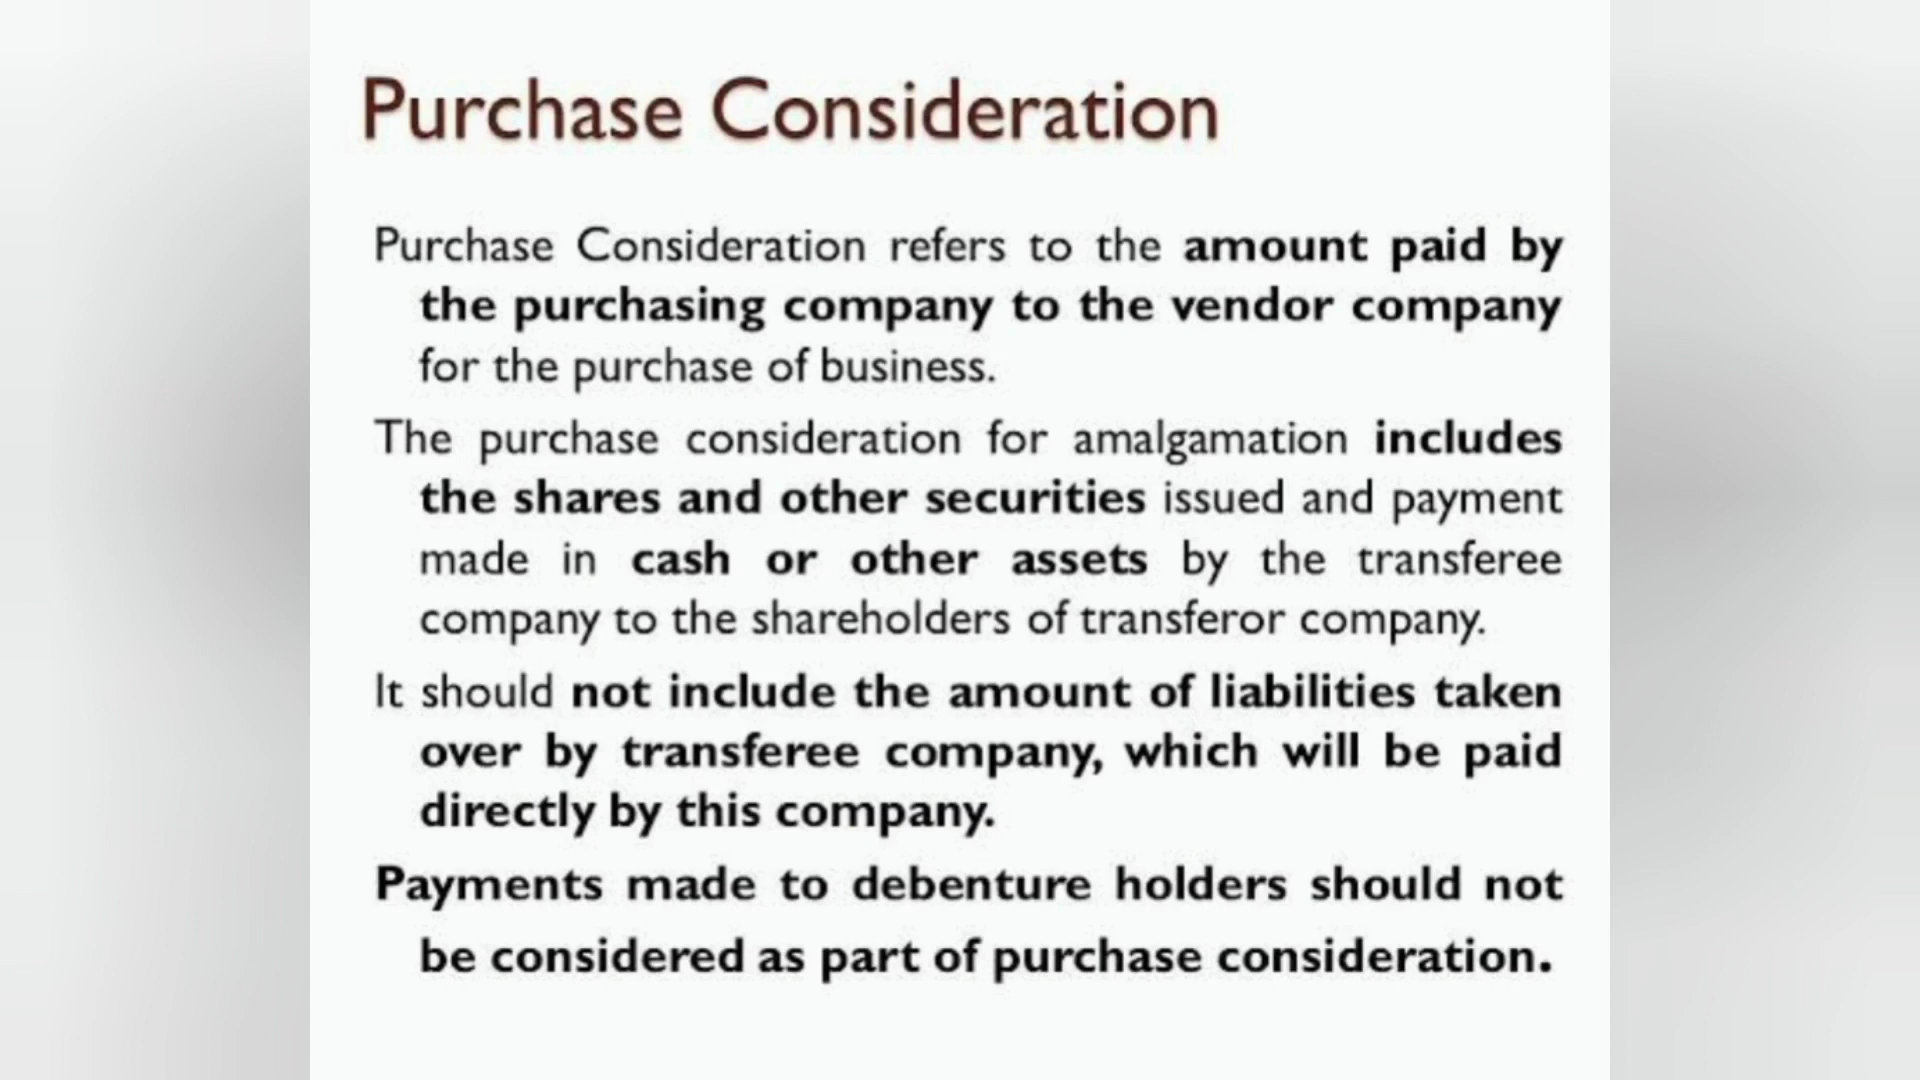 Purchase Consideration
Purchase Consideration refers to the amount paid by
the purchasing company to the vendor company
for the purchase of business.
The purchase consideration for amalgamation includes
the shares and other securities issued and payment
made in cash or other assets by the transferee
company to the shareholders of transferor company.
It should not include the amount of liabilities taken
over by transferee company, which will be paid
directly by this company.
Payments made to debenture holders should not
be considered as part of purchase consideration.